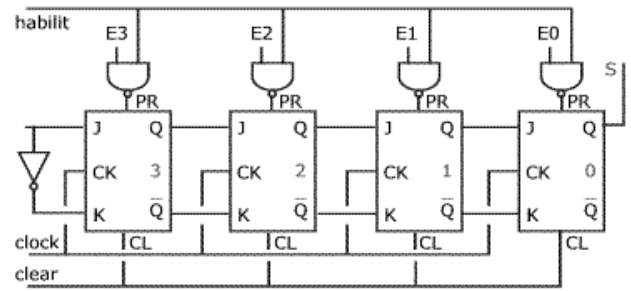 habilit
E3 E2 E1 E0
S
PR PR PR PR
J Q J Q J Q J Q
CK 3 CK 2 CK 1 CK 0
K Q̅ K Q̅ K Q̅ K Q̅
clock CL CL CL CL
clear